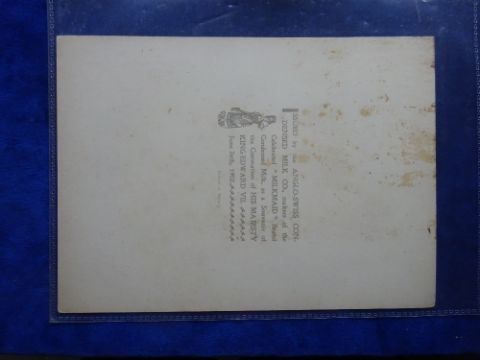 ISSUED by the ANGLO-SWISS CON-
DENSED MILK CO., makers of the
Celebrated "MILKMAID" Brand
Condensed Milk, as a Souvenir of
the Coronation of HIS MAJESTY
KING EDWARD VII.
June 26th, 1902.